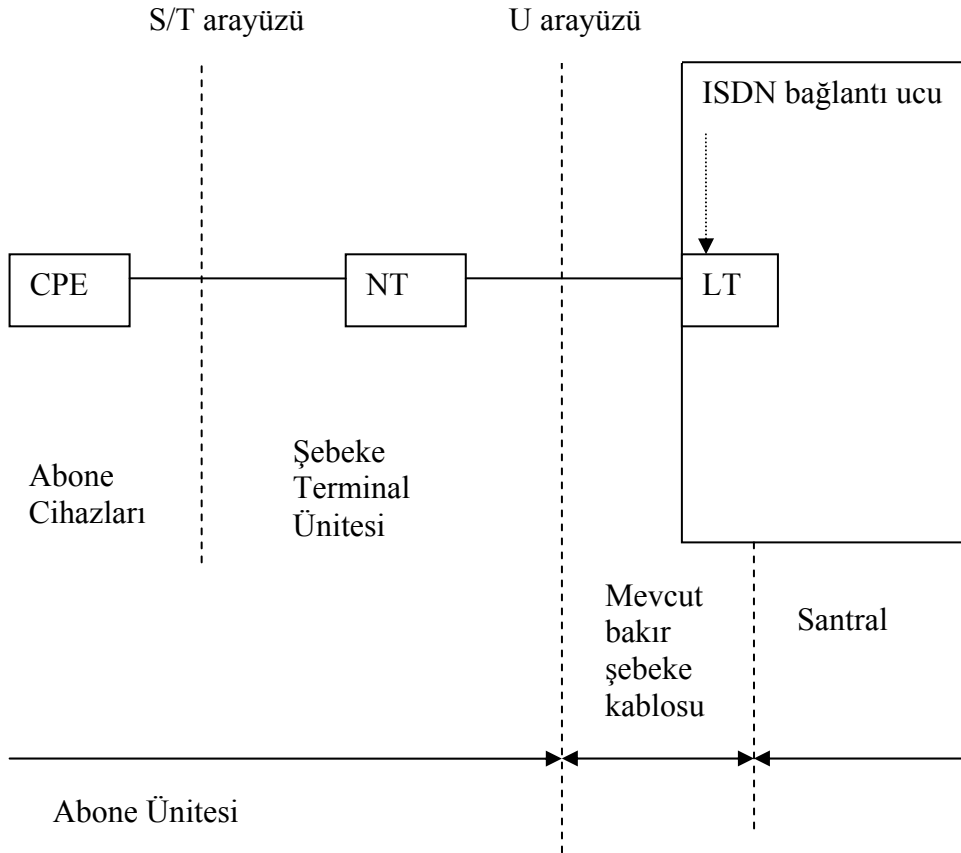 S/T arayüzü
U arayüzü
ISDN bağlantı ucu
CPE
NT
LT
Abone
Cihazları
Şebeke
Terminal
Ünitesi
Mevcut
bakır
şebeke
kablosu
Santral
Abone Ünitesi